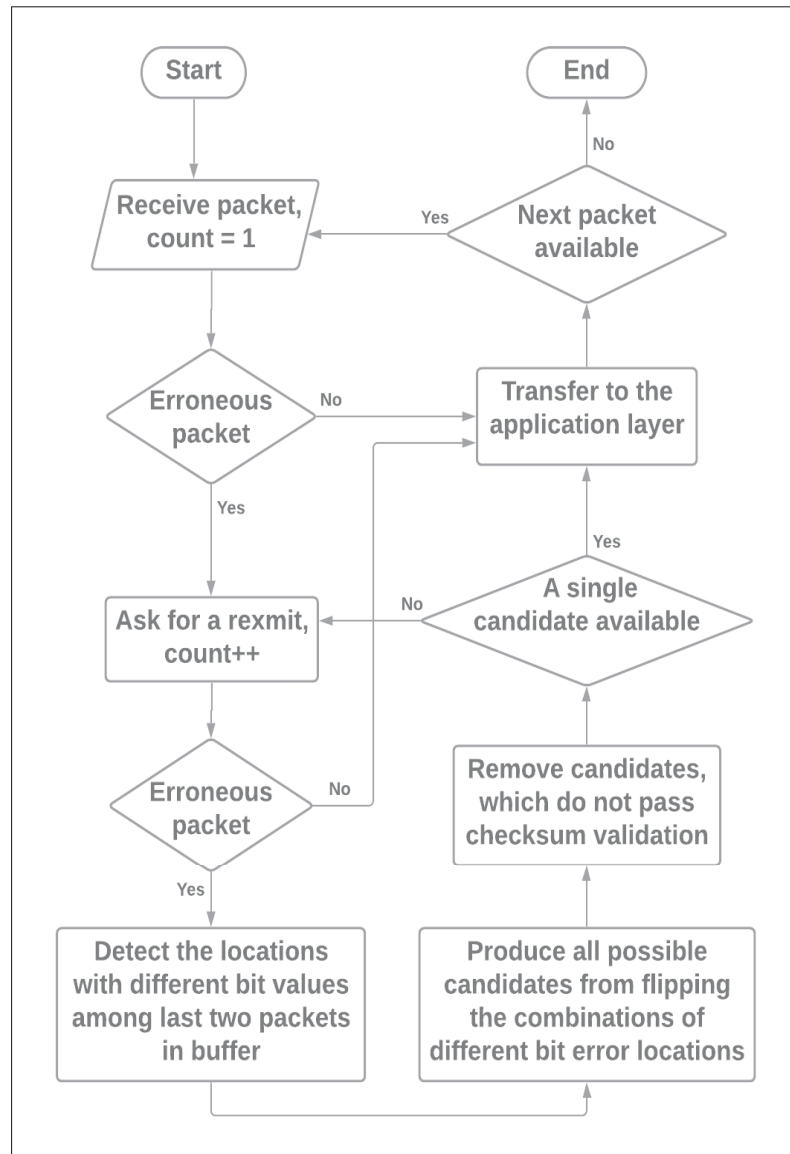 Start
Receive packet,
count = 1
Erroneous
packet
No
Yes
Ask for a rexmit,
count++
Erroneous
packet
No
Yes
Detect the locations
with different bit values
among last two packets
in buffer
Produce all possible
candidates from flipping
the combinations of
different bit error locations
Remove candidates,
which do not pass
checksum validation
A single
candidate available
No
Yes
Transfer to the
application layer
Next packet
available
Yes
No
End